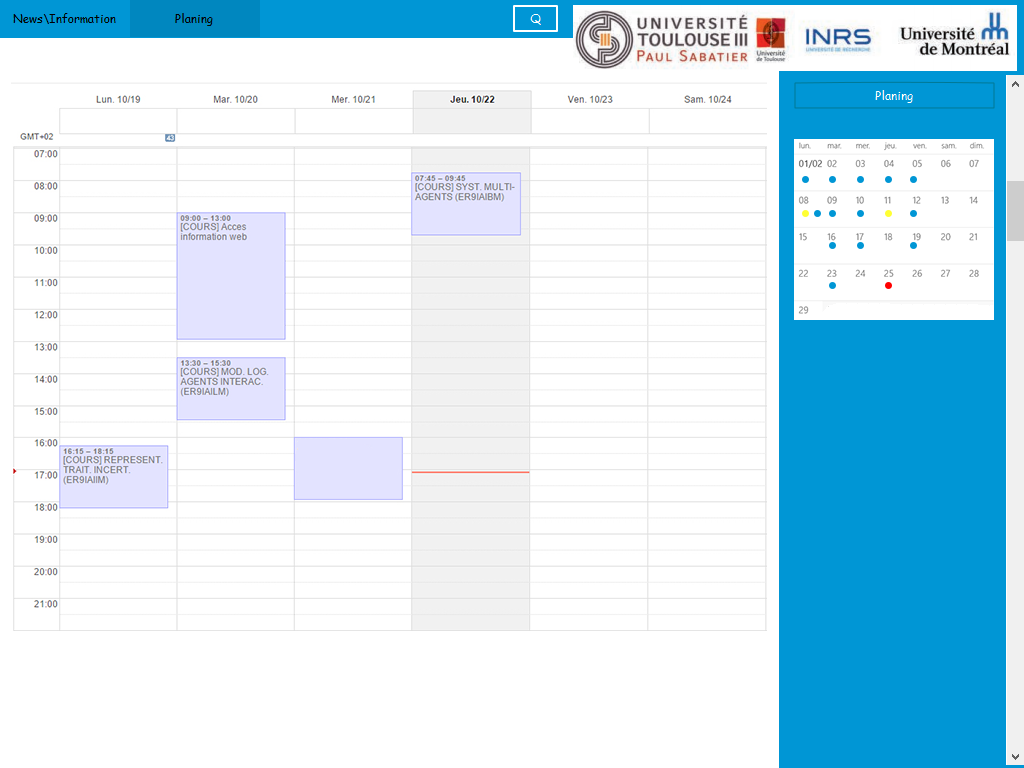 News\Information
Planing
UNIVERSITÉ
TOULOUSE III
PAUL SABATIER
Université
de Toulouse
INRS
UNIVERSITÉ DE RECHERCHE
Université
de Montréal
Lun. 10/19
Mar. 10/20
Mer. 10/21
Jeu. 10/22
Ven. 10/23
Sam. 10/24
GMT+02
43
07:00
08:00
09:00
10:00
11:00
12:00
13:00
14:00
15:00
16:00
17:00
18:00
19:00
20:00
21:00
16:15 – 18:15
[COURS] REPRESENT.
TRAIT. INCERT.
(ER9IAIIM)
09:00 – 13:00
[COURS] Acces
information web
13:30 – 15:30
[COURS] MOD. LOG.
AGENTS INTERAC.
(ER9IAILM)
07:45 – 09:45
[COURS] SYST. MULTI-
AGENTS (ER9IAIBM)
Planing
lun. mar. mer. jeu. ven. sam. dim.
01/02 02 03 04 05 06 07
08 09 10 11 12 13 14
15 16 17 18 19 20 21
22 23 24 25 26 27 28
29